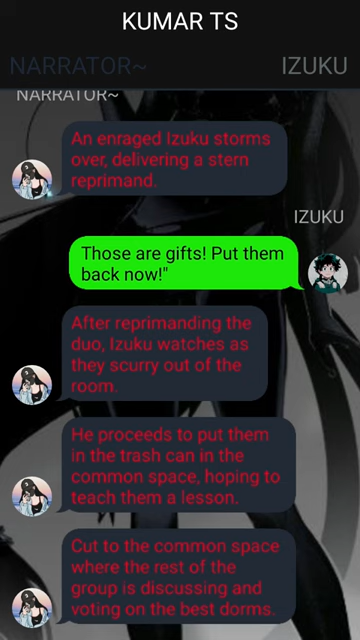 KUMAR TS
NARRATOR~
IZUKU
NARRATOR~
An enraged Izuku storms
over, delivering a stern
reprimand.
IZUKU
Those are gifts! Put them
back now!"
After reprimanding the
duo, Izuku watches as
they scurry out of the
room.
He proceeds to put them
in the trash can in the
common space, hoping to
teach them a lesson.
Cut to the common space
where the rest of the
group is discussing and
voting on the best dorms.